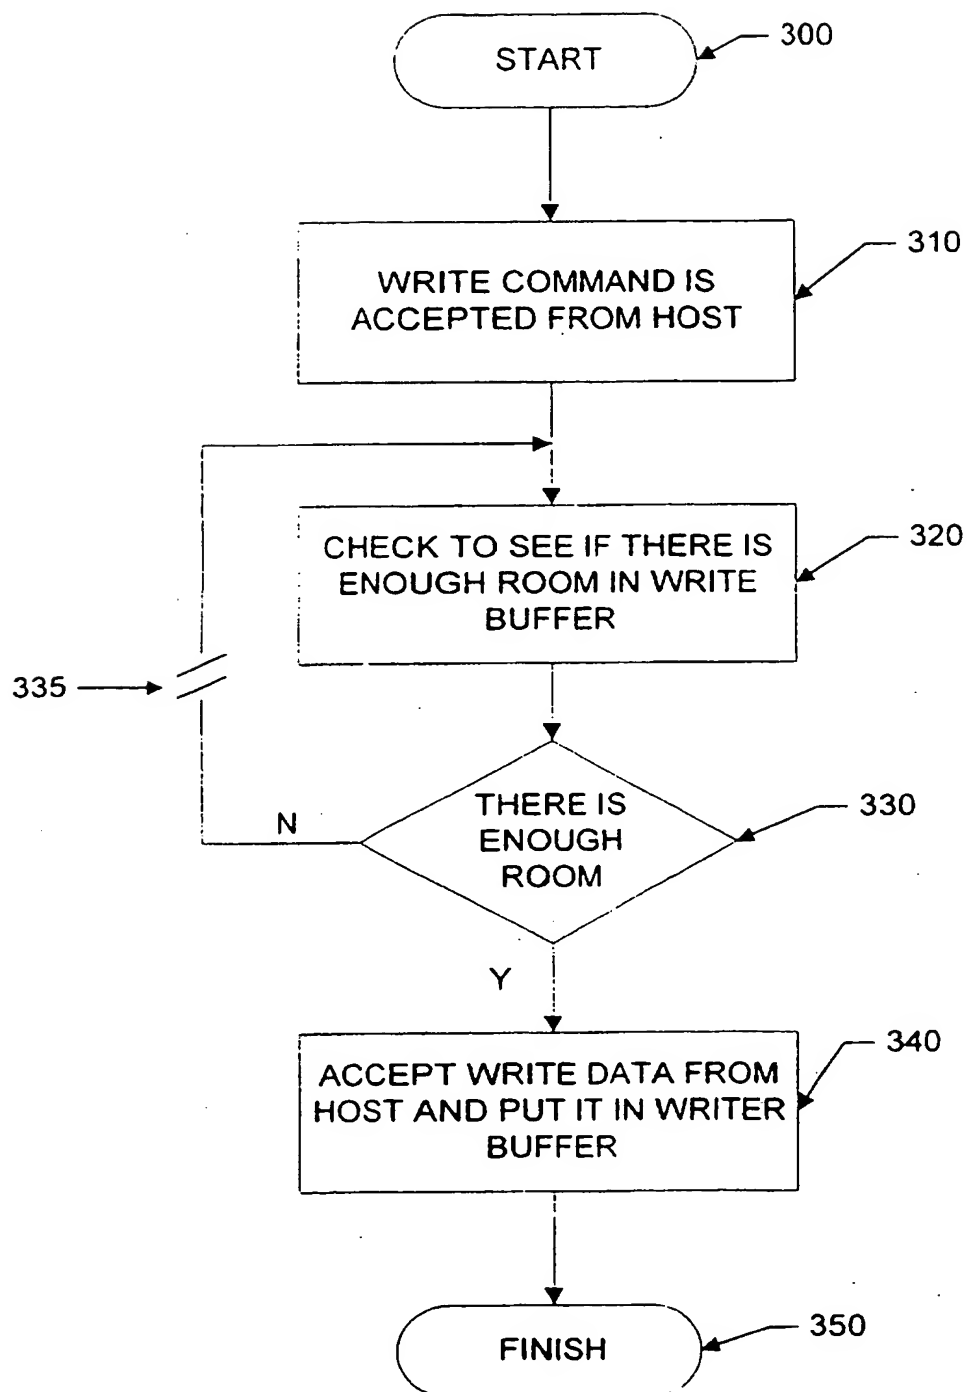 START
300
WRITE COMMAND IS
ACCEPTED FROM HOST
310
CHECK TO SEE IF THERE IS
ENOUGH ROOM IN WRITE
BUFFER
320
335
THERE IS
ENOUGH
ROOM
330
N
Y
ACCEPT WRITE DATA FROM
HOST AND PUT IT IN WRITER
BUFFER
340
FINISH
350